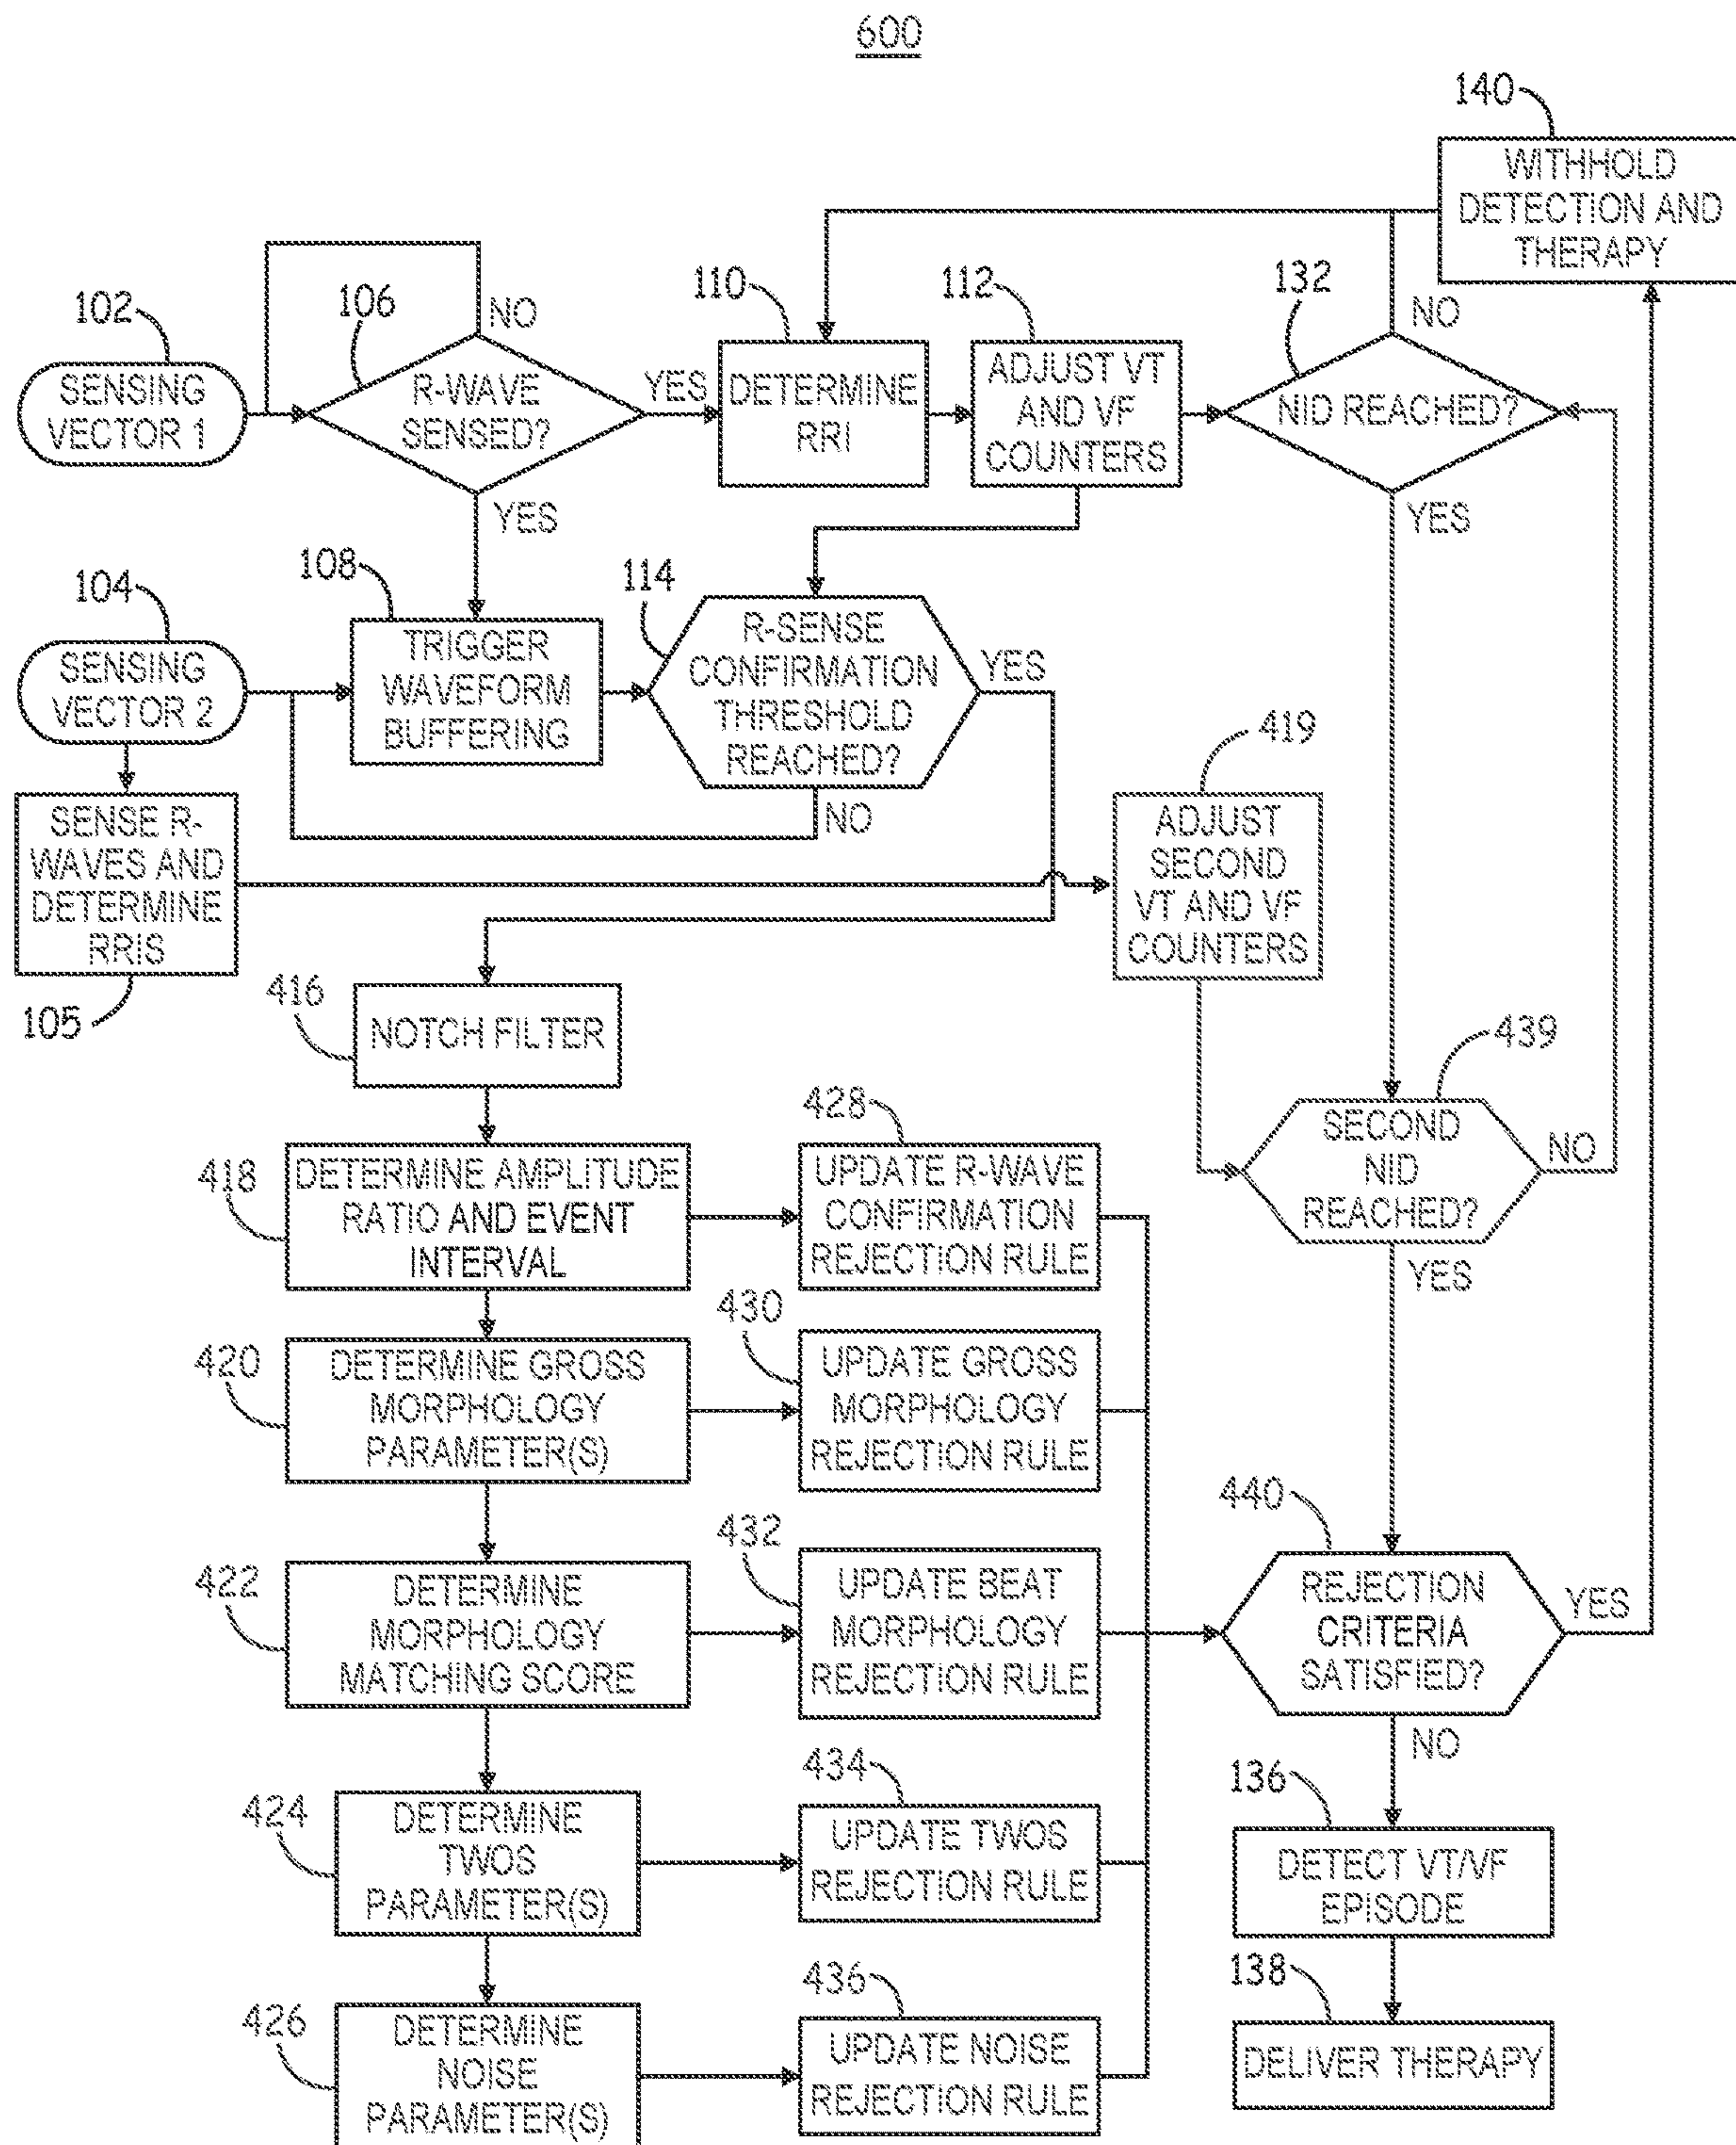 600
140
WITHHOLD
DETECTION AND
THERAPY
102
SENSING
VECTOR 1
106
R-WAVE
SENSED?
NO
YES
YES
110
DETERMINE
RRI
112
ADJUST VT
AND VF
COUNTERS
132
NID REACHED?
NO
YES
104
SENSING
VECTOR 2
108
TRIGGER
WAVEFORM
BUFFERING
114
R-SENSE
CONFIRMATION
THRESHOLD
REACHED?
YES
NO
SENSE R-
WAVES AND
DETERMINE
RRIS
105
419
ADJUST
SECOND
VT AND VF
COUNTERS
416
NOTCH FILTER
439
SECOND
NID
REACHED?
NO
YES
418
DETERMINE AMPLITUDE
RATIO AND EVENT
INTERVAL
428
UPDATE R-WAVE
CONFIRMATION
REJECTION RULE
420
DETERMINE GROSS
MORPHOLOGY
PARAMETER(S)
430
UPDATE GROSS
MORPHOLOGY
REJECTION RULE
422
DETERMINE
MORPHOLOGY
MATCHING SCORE
432
UPDATE BEAT
MORPHOLOGY
REJECTION RULE
440
REJECTION
CRITERIA
SATISFIED?
YES
NO
424
DETERMINE
TWOS
PARAMETER(S)
434
UPDATE TWOS
REJECTION RULE
136
DETECT VT/VF
EPISODE
426
DETERMINE
NOISE
PARAMETER(S)
436
UPDATE NOISE
REJECTION RULE
138
DELIVER THERAPY